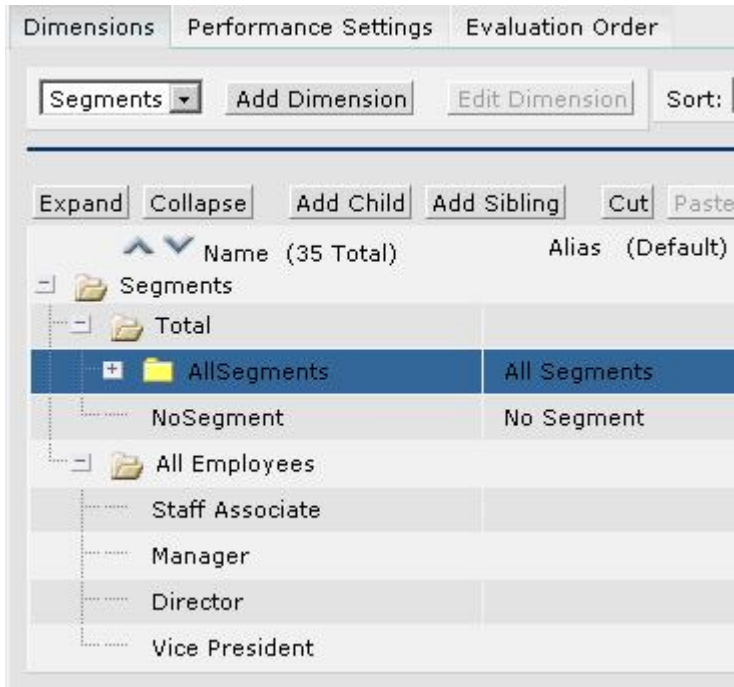 Dimensions Performance Settings Evaluation Order
Segments Add Dimension Edit Dimension Sort:
Expand Collapse Add Child Add Sibling Cut Paste
Name (35 Total) Alias (Default)
Segments
Total
AllSegments All Segments
NoSegment No Segment
All Employees
Staff Associate
Manager
Director
Vice President